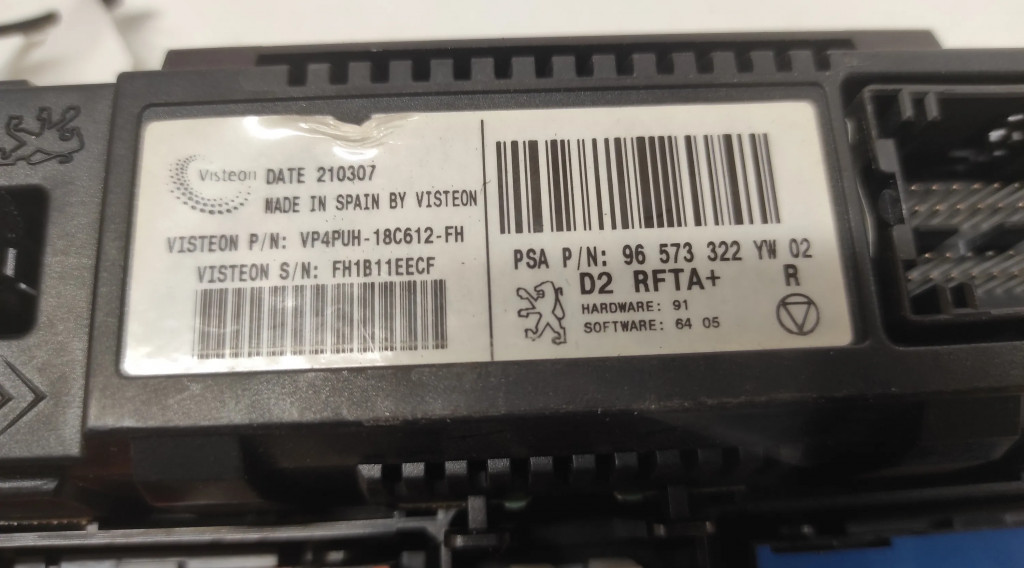 Visteon
DATE 210307
MADE IN SPAIN BY VISTEON
VISTEON P/N: VP4PUH-18C612-FH
VISTEON S/N: FH1B11EECF
PSA P/N: 96 573 322 YW 02
D2 RFTA+ R
HARDWARE: 91
SOFTWARE: 64 05